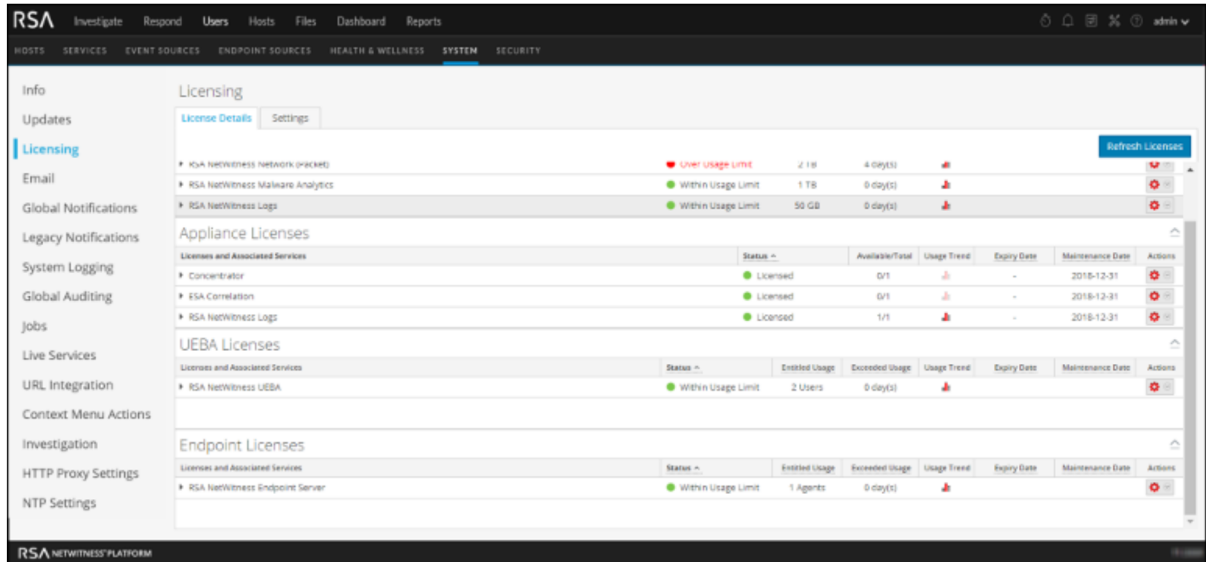 RSA Investigate Respond Users Hosts Files Dashboard Reports admin
HOSTS SERVICES EVENT SOURCES ENDPOINT SOURCES HEALTH & WELLNESS SYSTEM SECURITY
Info
Updates
Licensing
Email
Global Notifications
Legacy Notifications
System Logging
Global Auditing
Jobs
Live Services
URL Integration
Context Menu Actions
Investigation
HTTP Proxy Settings
NTP Settings
Licensing
License Details Settings
Refresh Licenses
RSA NetWitness Network (Packet) Over Usage Limit 2 TB 4 day(s)
RSA NetWitness Malware Analytics Within Usage Limit 1 TB 0 day(s)
RSA NetWitness Logs Within Usage Limit 50 GB 0 day(s)
Appliance Licenses
Licenses and Associated Services Status Available/Total Usage Trend Expiry Date Maintenance Date Actions
Concentrator Licensed 0/1 - 2018-12-31
ESA Correlation Licensed 0/1 - 2018-12-31
RSA NetWitness Logs Licensed 1/1 - 2018-12-31
UEBA Licenses
Licenses and Associated Services Status Entitled Usage Exceeded Usage Usage Trend Expiry Date Maintenance Date Actions
RSA NetWitness UEBA Within Usage Limit 2 Users 0 day(s)
Endpoint Licenses
Licenses and Associated Services Status Entitled Usage Exceeded Usage Usage Trend Expiry Date Maintenance Date Actions
RSA NetWitness Endpoint Server Within Usage Limit 1 Agents 0 day(s)
RSA NETWITNESS® PLATFORM